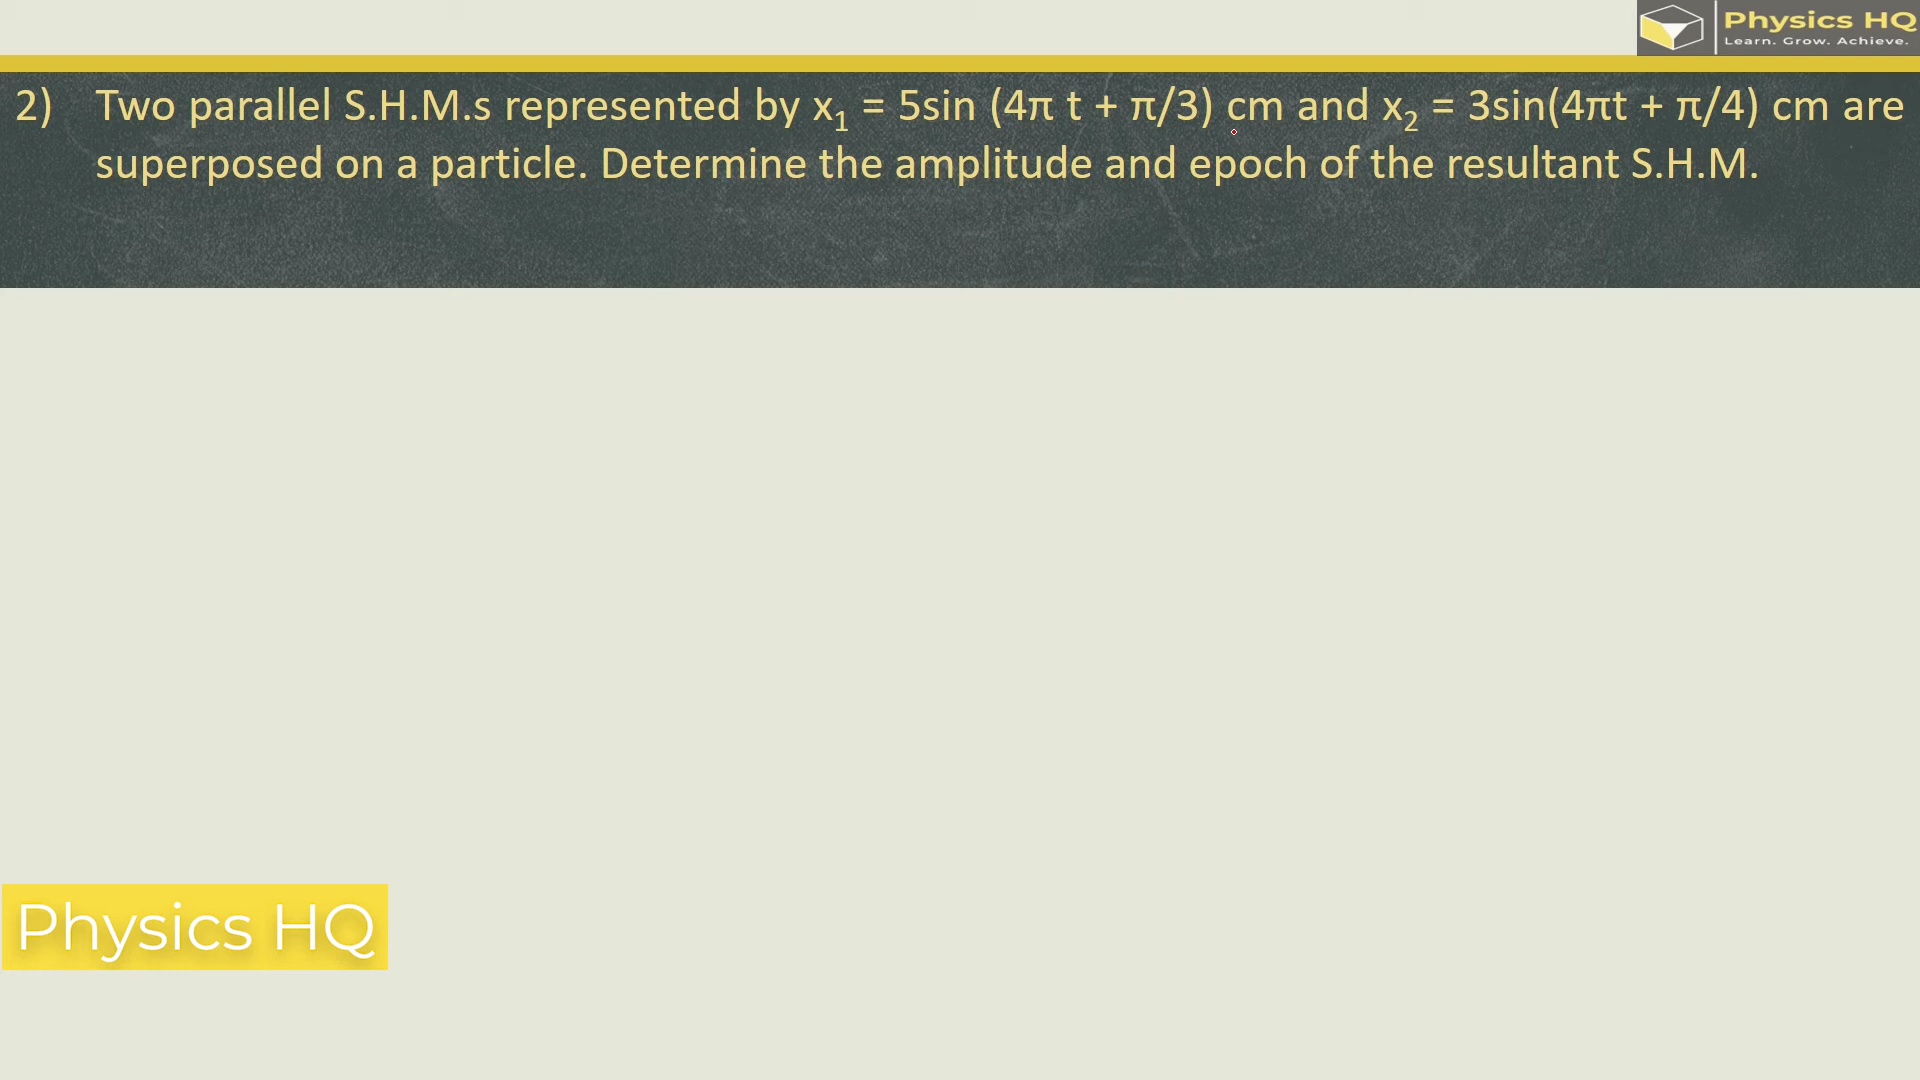 Physics HQ
Learn. Grow. Achieve.
2) Two parallel S.H.M.s represented by x₁ = 5sin (4π t + π/3) cm and x₂ = 3sin(4πt + π/4) cm are
superposed on a particle. Determine the amplitude and epoch of the resultant S.H.M.
Physics HQ